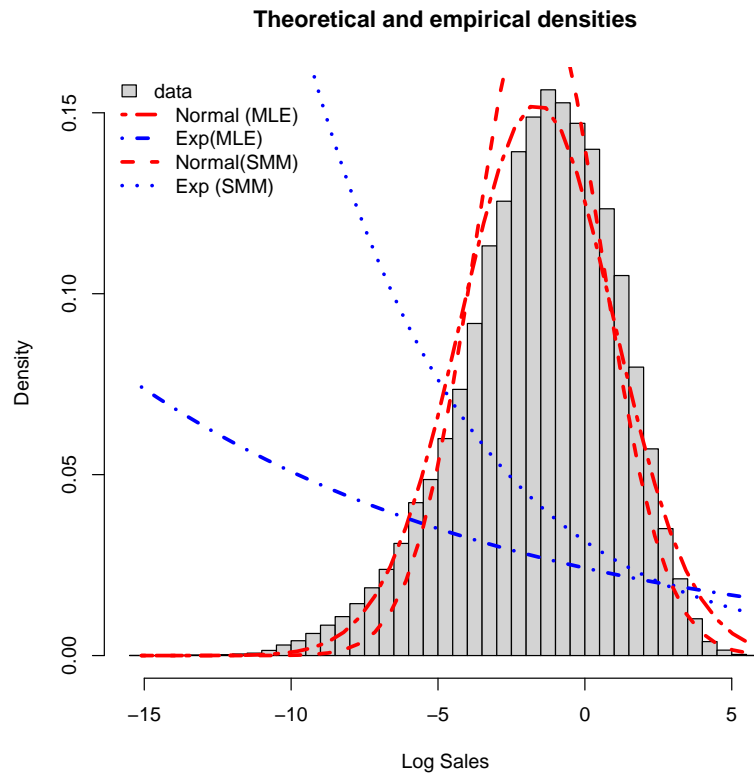 Theoretical and empirical densities
data
Normal (MLE)
Exp(MLE)
Normal(SMM)
Exp (SMM)
Density
0.15
0.10
0.05
0.00
−15 −10 −5 0 5
Log Sales